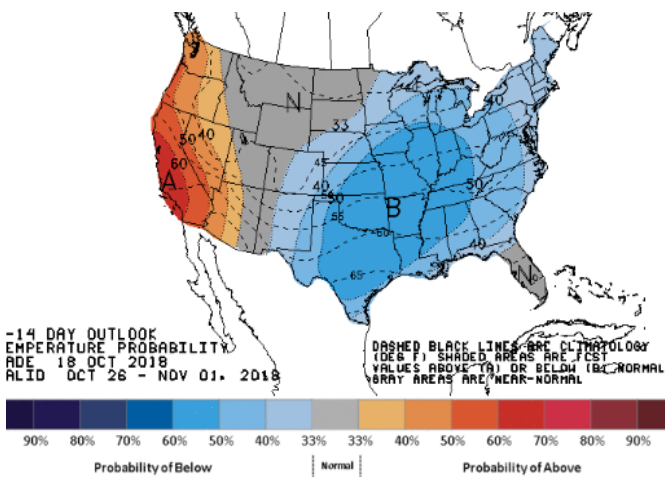 N
33
40
50
60
A
40
45
40
50
50
55
B
50
60
65
40
N
-14 DAY OUTLOOK
EMPERATURE PROBABILITY
ADE 18 OCT 2018
ALID OCT 26 - NOV 01, 2018
DASHED BLACK LINES ARE CLIMATOLOGY
(DEG F) SHADED AREAS ARE FCST
VALUES ABOVE (A) OR BELOW (B) NORMAL
GRAY AREAS ARE NEAR-NORMAL
90% 80% 70% 60% 50% 40% 33% 33% 40% 50% 60% 70% 80% 90%
Probability of Below Normal Probability of Above